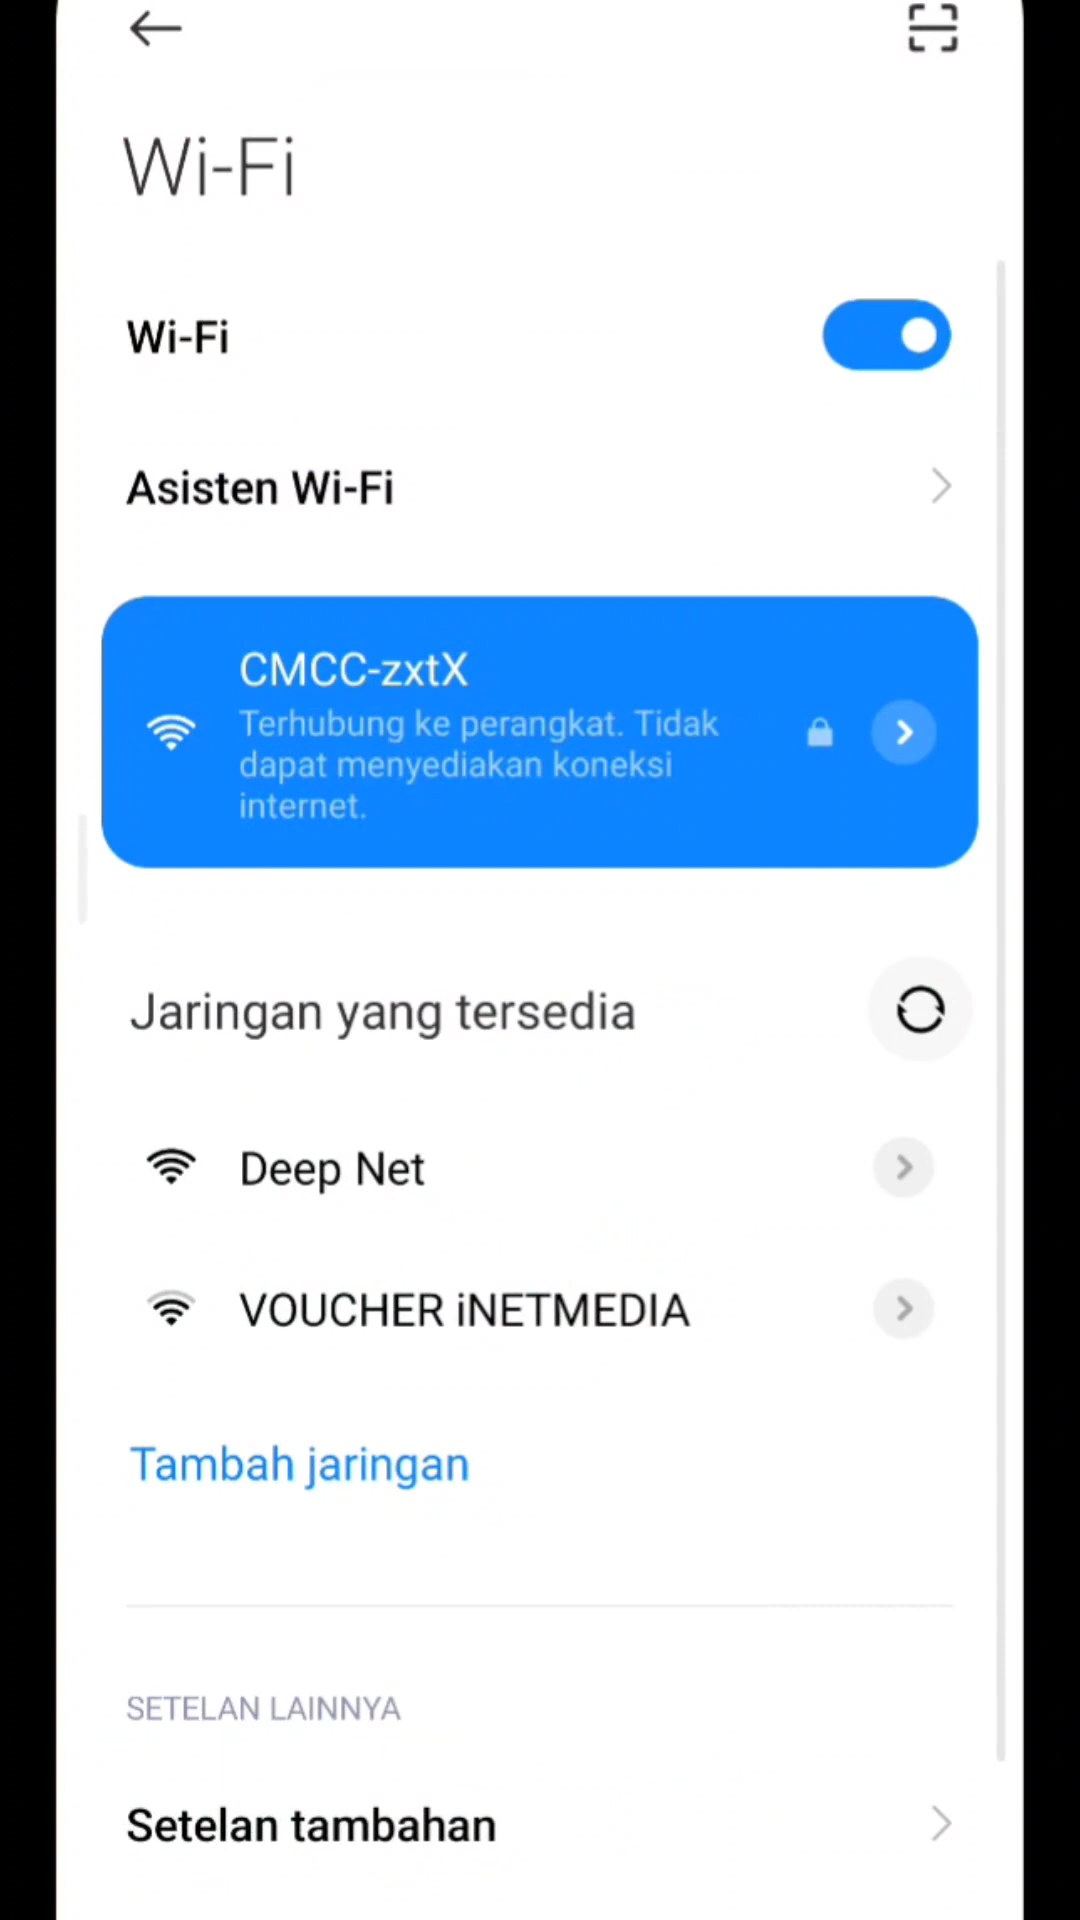 Wi-Fi
Wi-Fi
Asisten Wi-Fi
CMCC-zxtX
Terhubung ke perangkat. Tidak
dapat menyediakan koneksi
internet.
Jaringan yang tersedia
Deep Net
VOUCHER iNETMEDIA
Tambah jaringan
SETELAN LAINNYA
Setelan tambahan